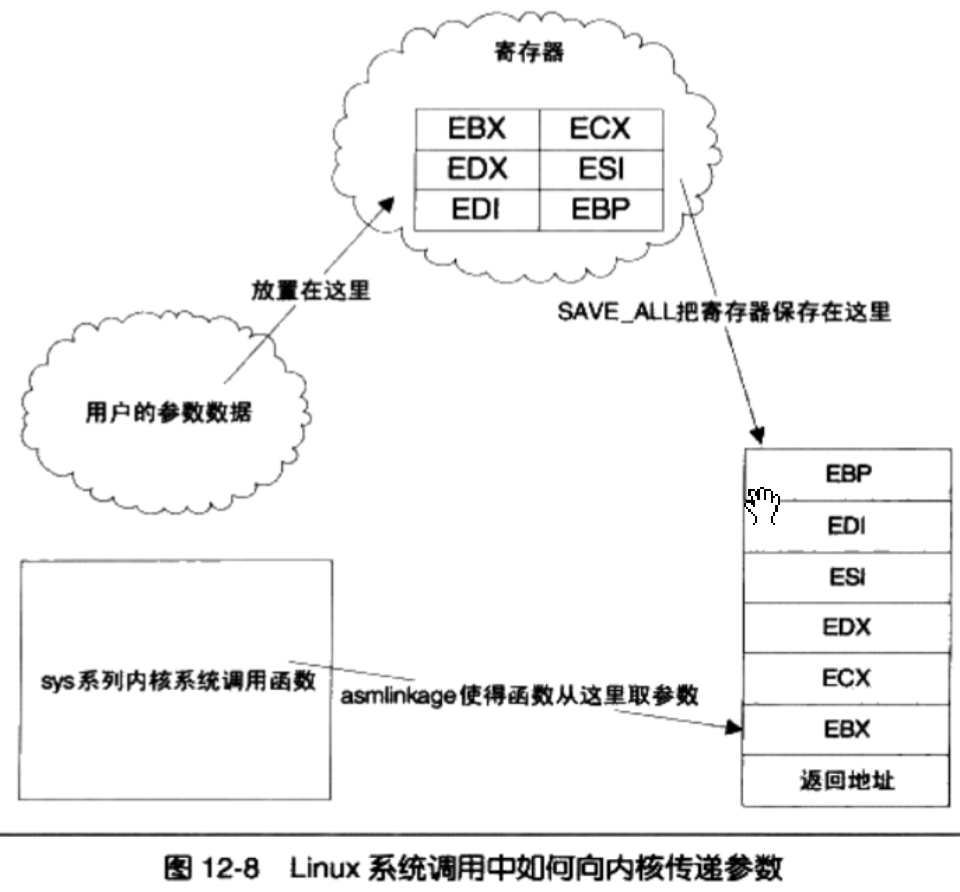 寄存器
EBX ECX
EDX ESI
EDI EBP
放置在这里
SAVE_ALL把寄存器保存在这里
用户的参数数据
EBP
EDI
ESI
EDX
ECX
EBX
返回地址
sys系列内核系统调用函数
asmlinkage使得函数从这里取参数
图 12-8 Linux 系统调用中如何向内核传递参数